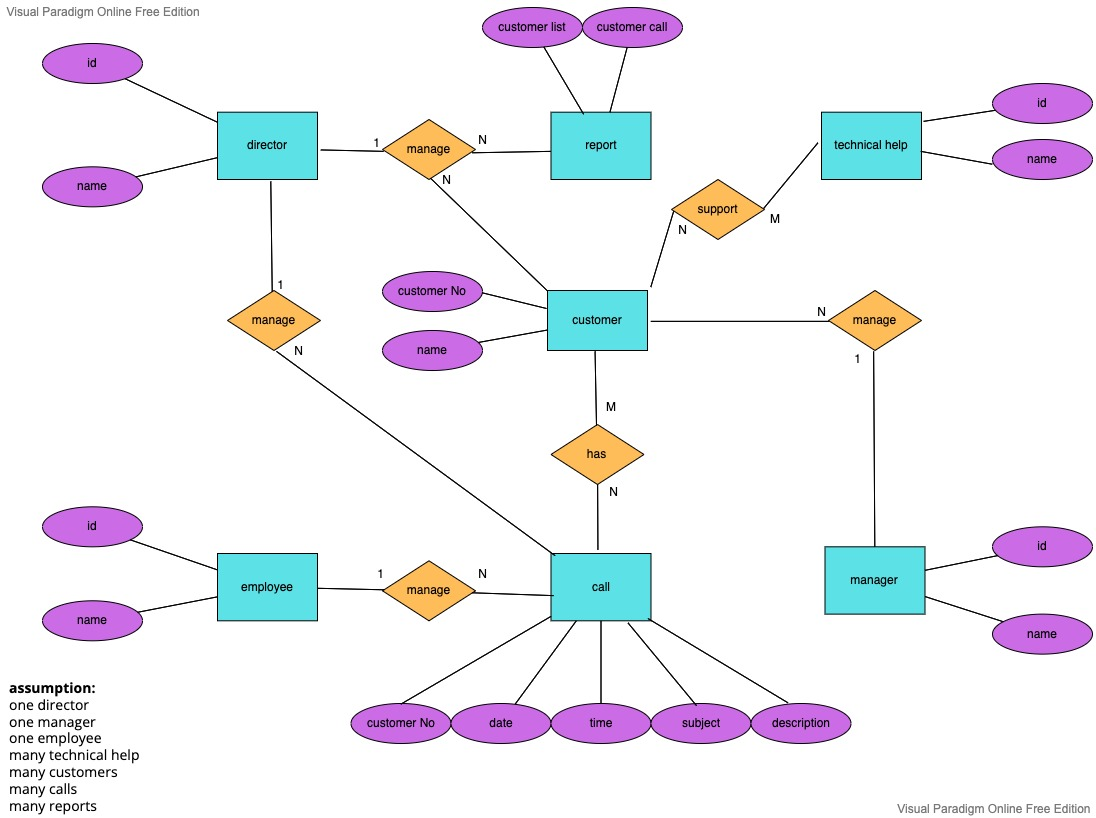 Visual Paradigm Online Free Edition
customer list
customer call
id
director
name
1
manage
N
N
report
technical help
id
name
support
N
M
1
manage
N
customer No
name
customer
N
manage
1
M
has
N
id
employee
name
1
manage
N
call
manager
id
name
customer No
date
time
subject
description
assumption:
one director
one manager
one employee
many technical help
many customers
many calls
many reports
Visual Paradigm Online Free Edition